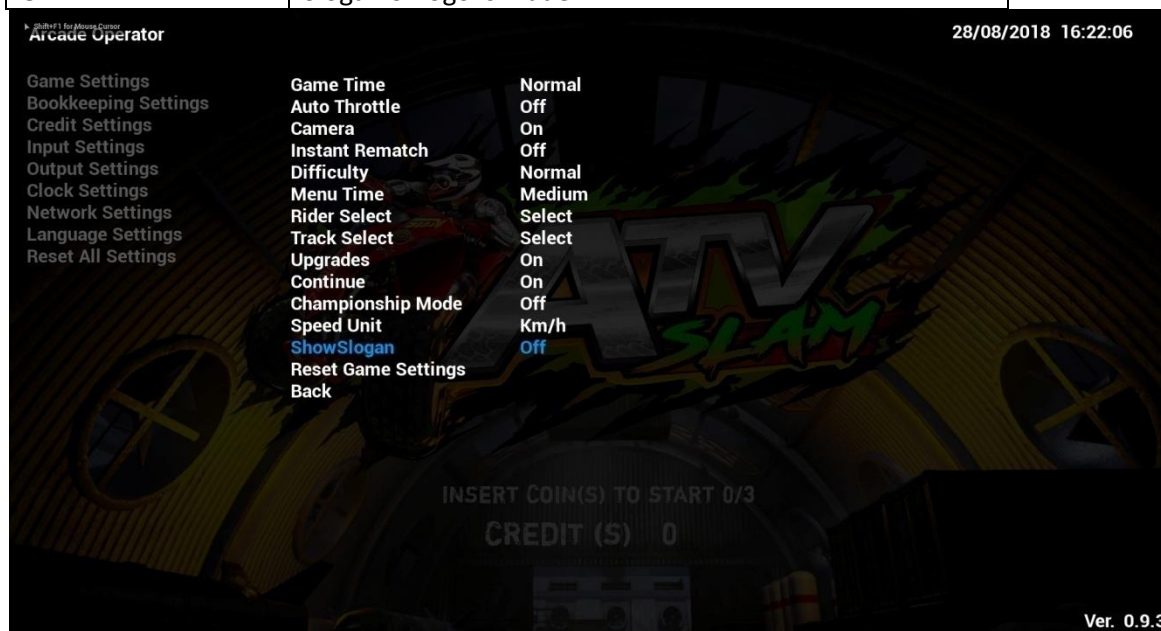 Shift+F1 for Mouse Cursor
Arcade Operator
28/08/2018 16:22:06
Game Settings
Bookkeeping Settings
Credit Settings
Input Settings
Output Settings
Clock Settings
Network Settings
Language Settings
Reset All Settings
Game Time Normal
Auto Throttle Off
Camera On
Instant Rematch Off
Difficulty Normal
Menu Time Medium
Rider Select Select
Track Select Select
Upgrades On
Continue On
Championship Mode Off
Speed Unit Km/h
ShowSlogan Off
Reset Game Settings
Back
ATV
SLAM
INSERT COIN(S) TO START 0/3
CREDIT (S) 0
Ver. 0.9.3